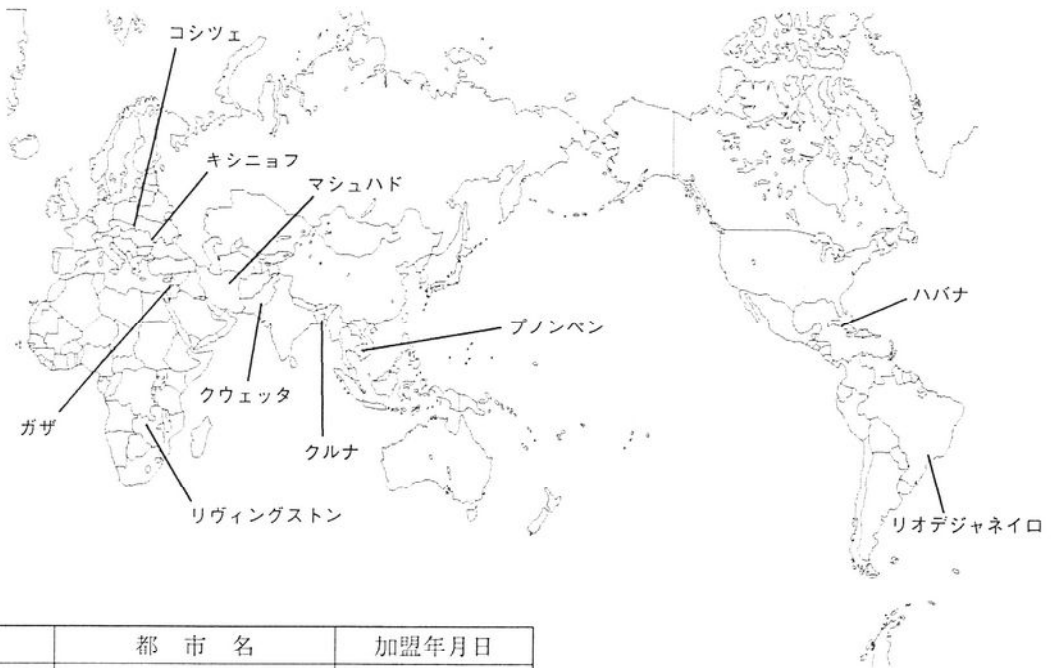 コシツェ
キシニョフ
マシュハド
ハバナ
プノンペン
クウェッタ
ガザ
クルナ
リヴィングストン
リオデジャネイロ
都市名
加盟年月日